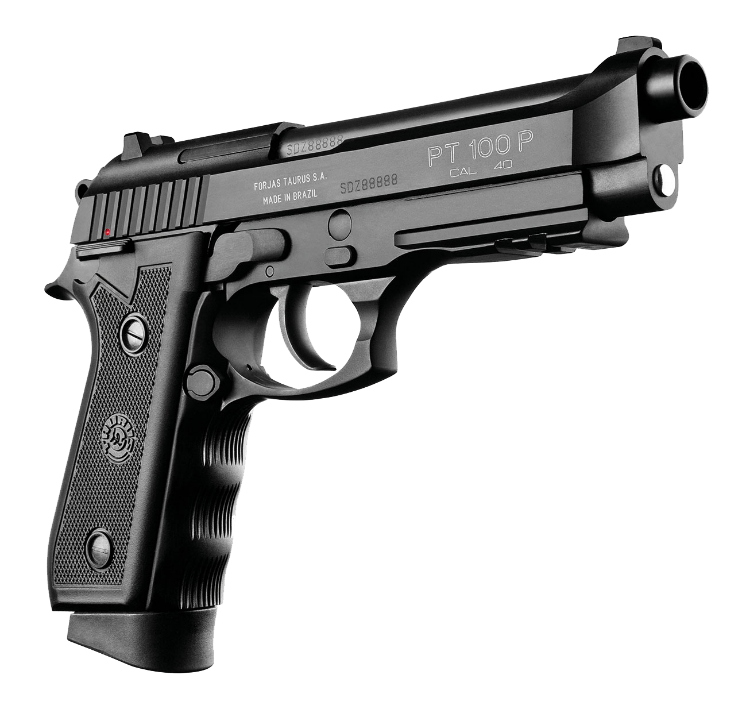 SDZ88888
PT 100 P
CAL 40
FORJAS TAURUS S.A.
MADE IN BRAZIL
SDZ88888